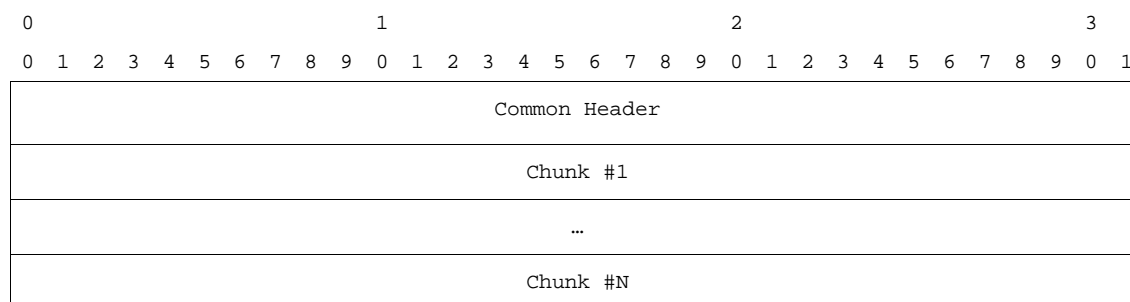 0 1 2 3
0 1 2 3 4 5 6 7 8 9 0 1 2 3 4 5 6 7 8 9 0 1 2 3 4 5 6 7 8 9 0 1
Common Header
Chunk #1
…
Chunk #N